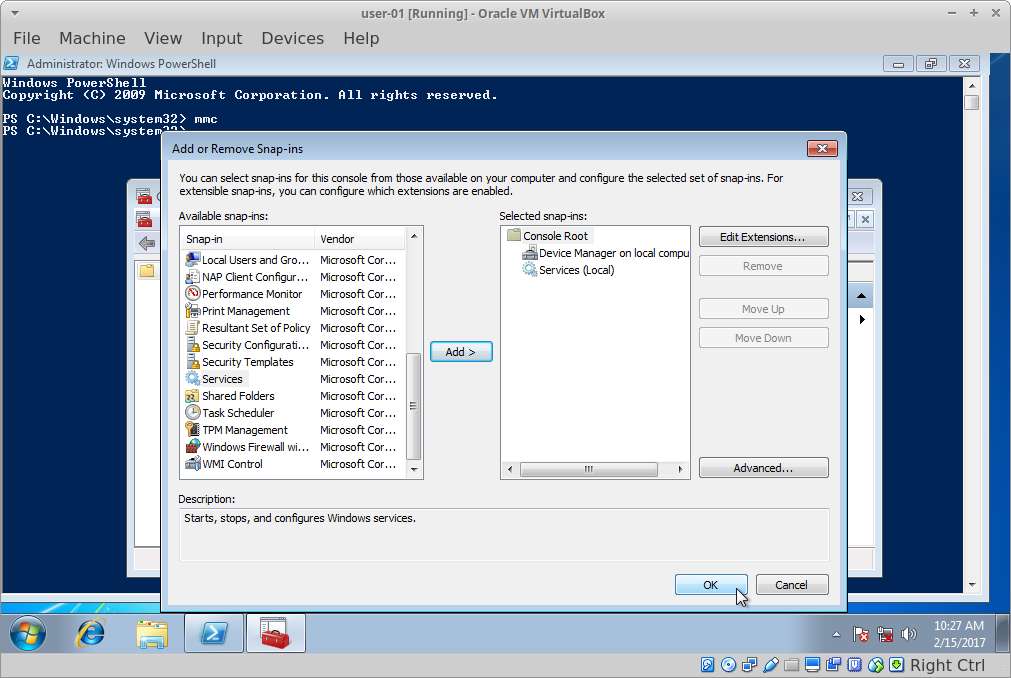 user-01 [Running] - Oracle VM VirtualBox
File Machine View Input Devices Help
Administrator: Windows PowerShell
Windows PowerShell
Copyright (C) 2009 Microsoft Corporation. All rights reserved.
PS C:\Windows\system32> mmc
PS C:\Windows\system32>
Add or Remove Snap-ins
You can select snap-ins for this console from those available on your computer and configure the selected set of snap-ins. For
extensible snap-ins, you can configure which extensions are enabled.
Available snap-ins:
Snap-in Vendor
Local Users and Gro... Microsoft Cor...
NAP Client Configur... Microsoft Cor...
Performance Monitor Microsoft Cor...
Print Management Microsoft Cor...
Resultant Set of Policy Microsoft Cor...
Security Configurati... Microsoft Cor...
Security Templates Microsoft Cor...
Services Microsoft Cor...
Shared Folders Microsoft Cor...
Task Scheduler Microsoft Cor...
TPM Management Microsoft Cor...
Windows Firewall wi... Microsoft Cor...
WMI Control Microsoft Cor...
Add >
Selected snap-ins:
Console Root
Device Manager on local compu
Services (Local)
Edit Extensions...
Remove
Move Up
Move Down
Advanced...
Description:
Starts, stops, and configures Windows services.
OK Cancel
10:27 AM
2/15/2017
Right Ctrl